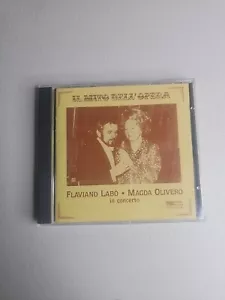 IL MITO DELL'OPERA
FLAVIANO LABÒ • MAGDA OLIVERO
in concerto